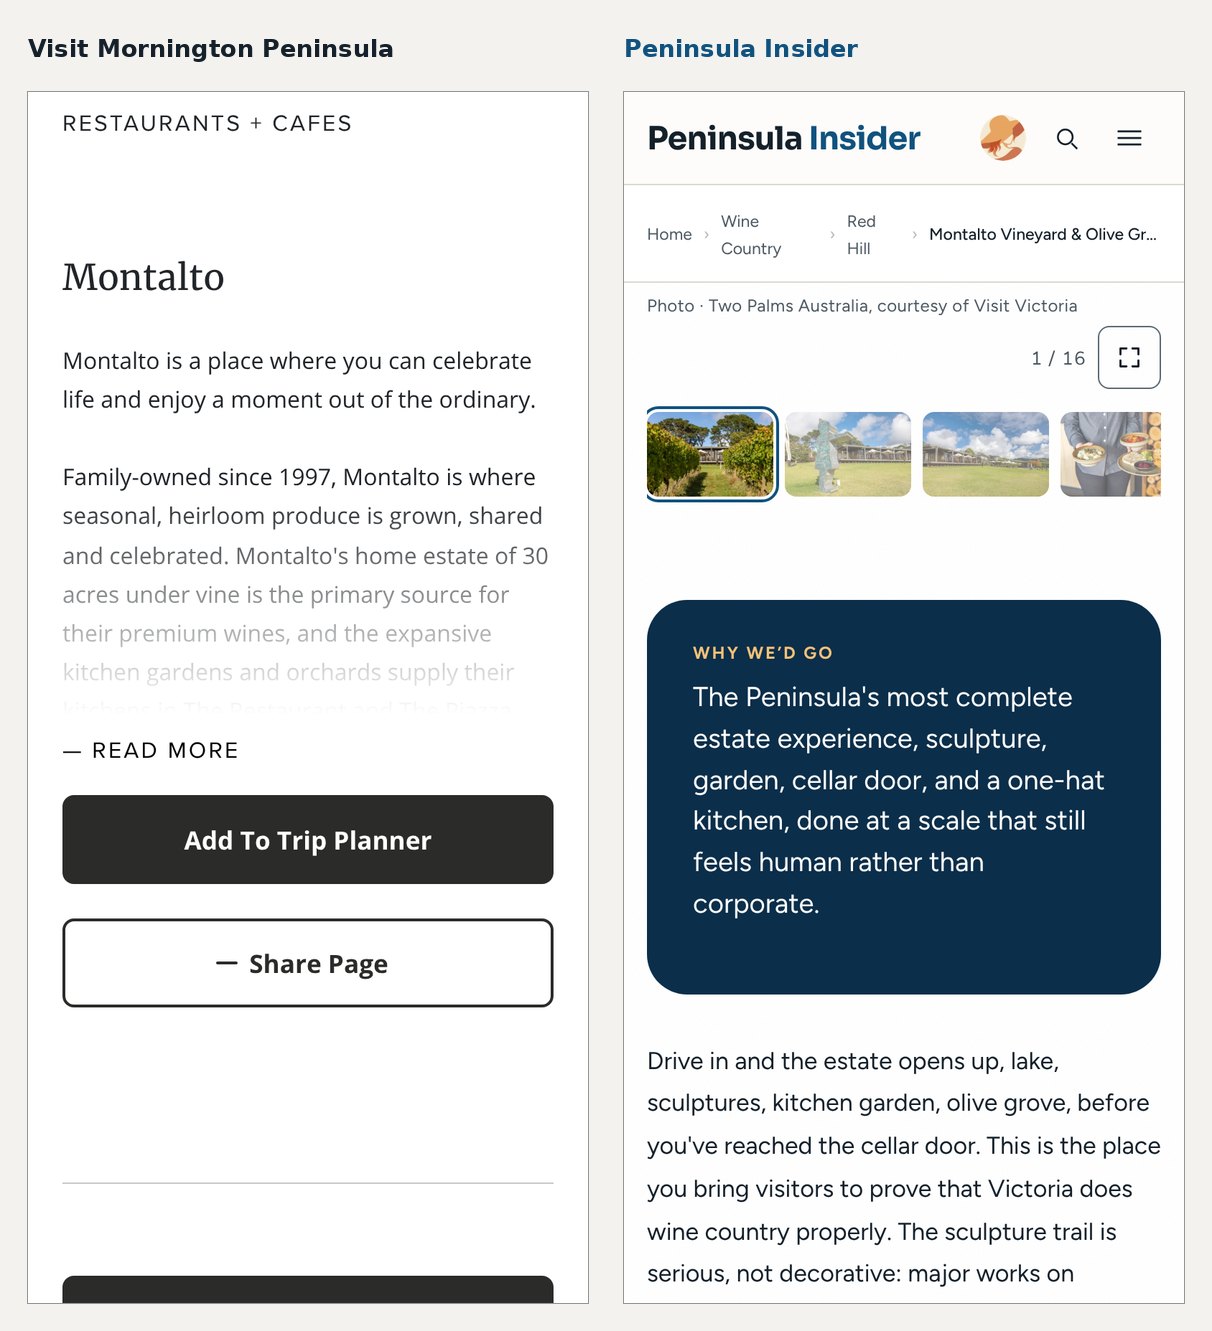 Visit Mornington Peninsula
RESTAURANTS + CAFES
Montalto
Montalto is a place where you can celebrate
life and enjoy a moment out of the ordinary.
Family-owned since 1997, Montalto is where
seasonal, heirloom produce is grown, shared
and celebrated. Montalto's home estate of 30
acres under vine is the primary source for
their premium wines, and the expansive
kitchen gardens and orchards supply their
kitchens in The Restaurant and The Piazza
— READ MORE
Add To Trip Planner
— Share Page
Peninsula Insider
Peninsula Insider
Home › Wine Country › Red Hill › Montalto Vineyard & Olive Gr...
Photo · Two Palms Australia, courtesy of Visit Victoria
1 / 16
WHY WE’D GO
The Peninsula's most complete
estate experience, sculpture,
garden, cellar door, and a one-hat
kitchen, done at a scale that still
feels human rather than
corporate.
Drive in and the estate opens up, lake,
sculptures, kitchen garden, olive grove, before
you've reached the cellar door. This is the place
you bring visitors to prove that Victoria does
wine country properly. The sculpture trail is
serious, not decorative: major works on